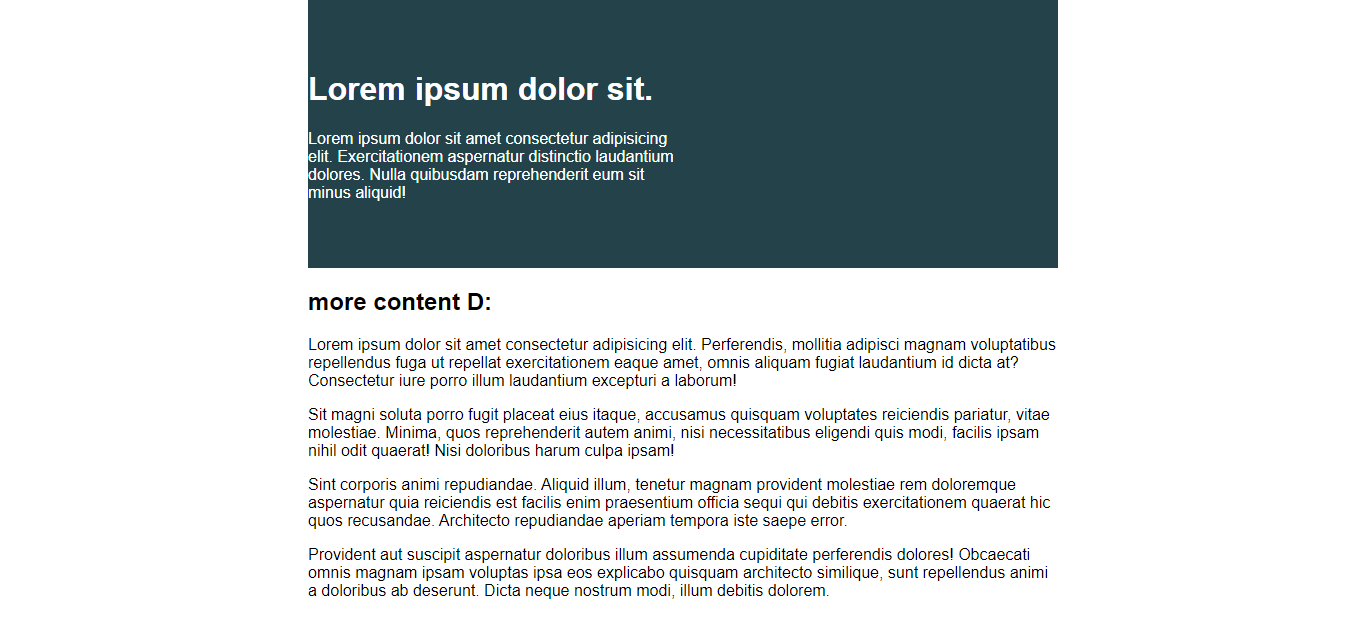 Lorem ipsum dolor sit.
Lorem ipsum dolor sit amet consectetur adipisicing
elit. Exercitationem aspernatur distinctio laudantium
dolores. Nulla quibusdam reprehenderit eum sit
minus aliquid!
more content D:
Lorem ipsum dolor sit amet consectetur adipisicing elit. Perferendis, mollitia adipisci magnam voluptatibus
repellendus fuga ut repellat exercitationem eaque amet, omnis aliquam fugiat laudantium id dicta at?
Consectetur iure porro illum laudantium excepturi a laborum!
Sit magni soluta porro fugit placeat eius itaque, accusamus quisquam voluptates reiciendis pariatur, vitae
molestiae. Minima, quos reprehenderit autem animi, nisi necessitatibus eligendi quis modi, facilis ipsam
nihil odit quaerat! Nisi doloribus harum culpa ipsam!
Sint corporis animi repudiandae. Aliquid illum, tenetur magnam provident molestiae rem doloremque
aspernatur quia reiciendis est facilis enim praesentium officia sequi qui debitis exercitationem quaerat hic
quos recusandae. Architecto repudiandae aperiam tempora iste saepe error.
Provident aut suscipit aspernatur doloribus illum assumenda cupiditate perferendis dolores! Obcaecati
omnis magnam ipsam voluptas ipsa eos explicabo quisquam architecto similique, sunt repellendus animi
a doloribus ab deserunt. Dicta neque nostrum modi, illum debitis dolorem.